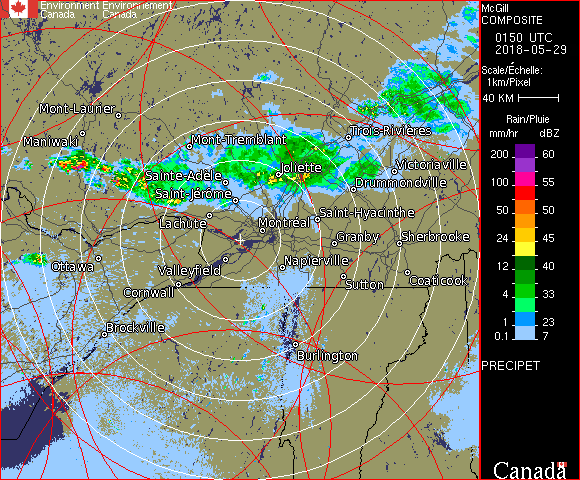 Environment Environnement
Canada Canada
McGill
COMPOSITE
0150 UTC
2018-05-29
Scale/Échelle:
1km/Pixel
40 KM
Rain/Pluie
mm/hr dBZ
200 60
100 55
50 50
24 45
12 40
4 33
1 23
0.1 7
PRECIPET
Canada
Mont-Laurier
Maniwaki
Mont-Tremblant
Trois-Rivières
Sainte-Adèle
Joliette
Victoriaville
Saint-Jérôme
Drummondville
Lachute
Montréal
Saint-Hyacinthe
Granby
Sherbrooke
Ottawa
Valleyfield
Napierville
Cornwall
Sutton
Coaticook
Brockville
Burlington